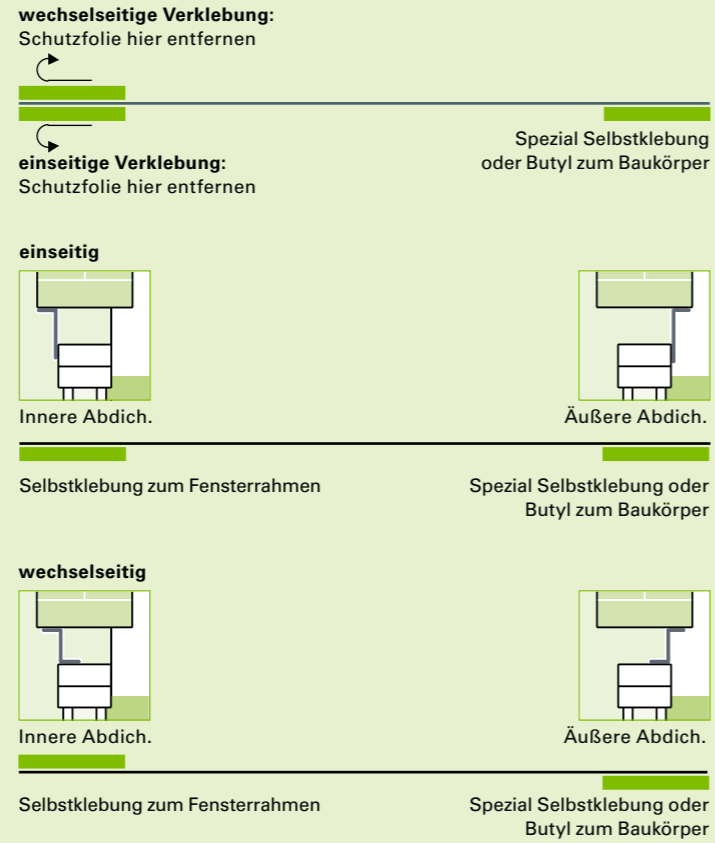 wechselseitige Verklebung:
Schutzfolie hier entfernen
einseitige Verklebung:
Schutzfolie hier entfernen
Spezial Selbstklebung
oder Butyl zum Baukörper
einseitig
Innere Abdich.
Äußere Abdich.
Selbstklebung zum Fensterrahmen
Spezial Selbstklebung oder
Butyl zum Baukörper
wechselseitig
Innere Abdich.
Äußere Abdich.
Selbstklebung zum Fensterrahmen
Spezial Selbstklebung oder
Butyl zum Baukörper